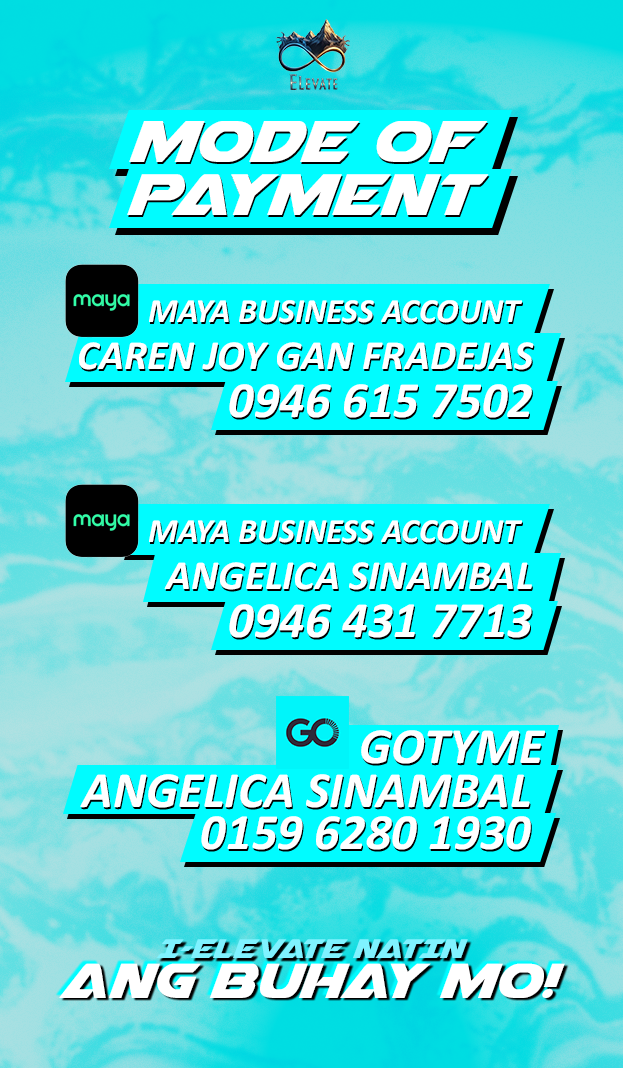 ELEVATE
MODE OF
PAYMENT
maya
MAYA BUSINESS ACCOUNT
CAREN JOY GAN FRADEJAS
0946 615 7502
maya
MAYA BUSINESS ACCOUNT
ANGELICA SINAMBAL
0946 431 7713
GO
GOTYME
ANGELICA SINAMBAL
0159 6280 1930
I-ELEVATE NATIN
ANG BUHAY MO!